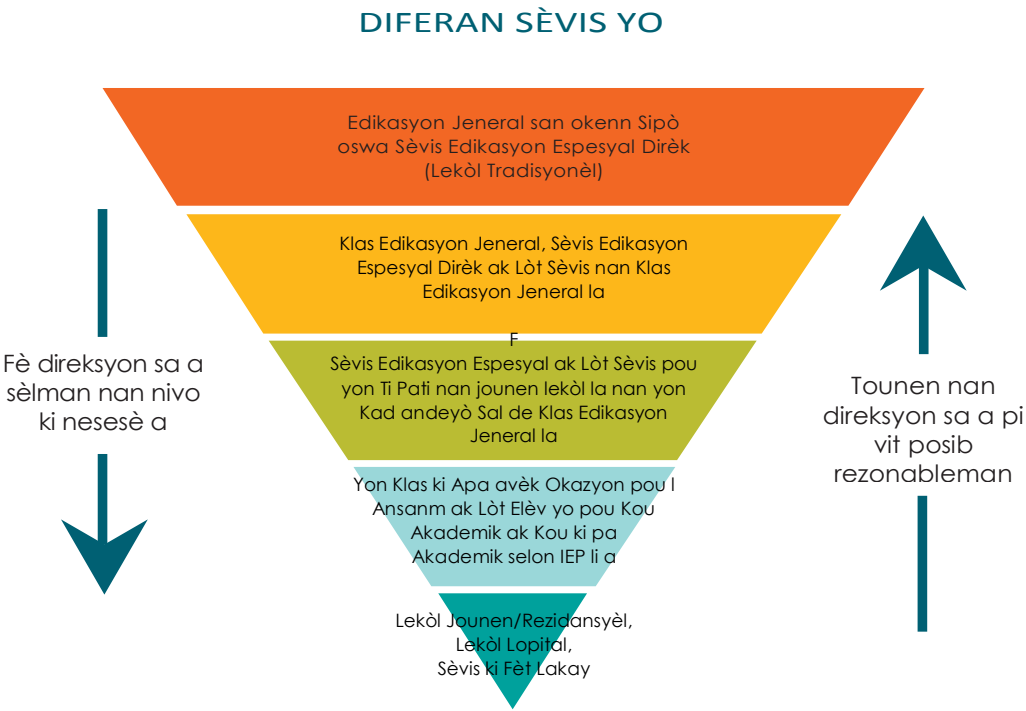 DIFERAN SÈVIS YO
Edikasyon Jeneral san okenn Sipò
oswa Sèvis Edikasyon Espesyal Dirèk
(Lekòl Tradisyonèl)
Klas Edikasyon Jeneral, Sèvis Edikasyon
Espesyal Dirèk ak Lòt Sèvis nan Klas
Edikasyon Jeneral la
F
Sèvis Edikasyon Espesyal ak Lòt Sèvis pou
yon Ti Pati nan jounen lekòl la nan yon
Kad andeyò Sal de Klas Edikasyon
Jeneral la
Yon Klas ki Apa avèk Okazyon pou l
Ansanm ak Lòt Elèv yo pou Kou
Akademik ak Kou ki pa
Akademik selon IEP li a
Lekòl Jounen/Rezidansyèl,
Lekòl Lopital,
Sèvis ki Fèt Lakay
Fè direksyon sa a
sèlman nan nivo
ki nesesè a
Tounen nan
direksyon sa a pi
vit posib
rezonableman